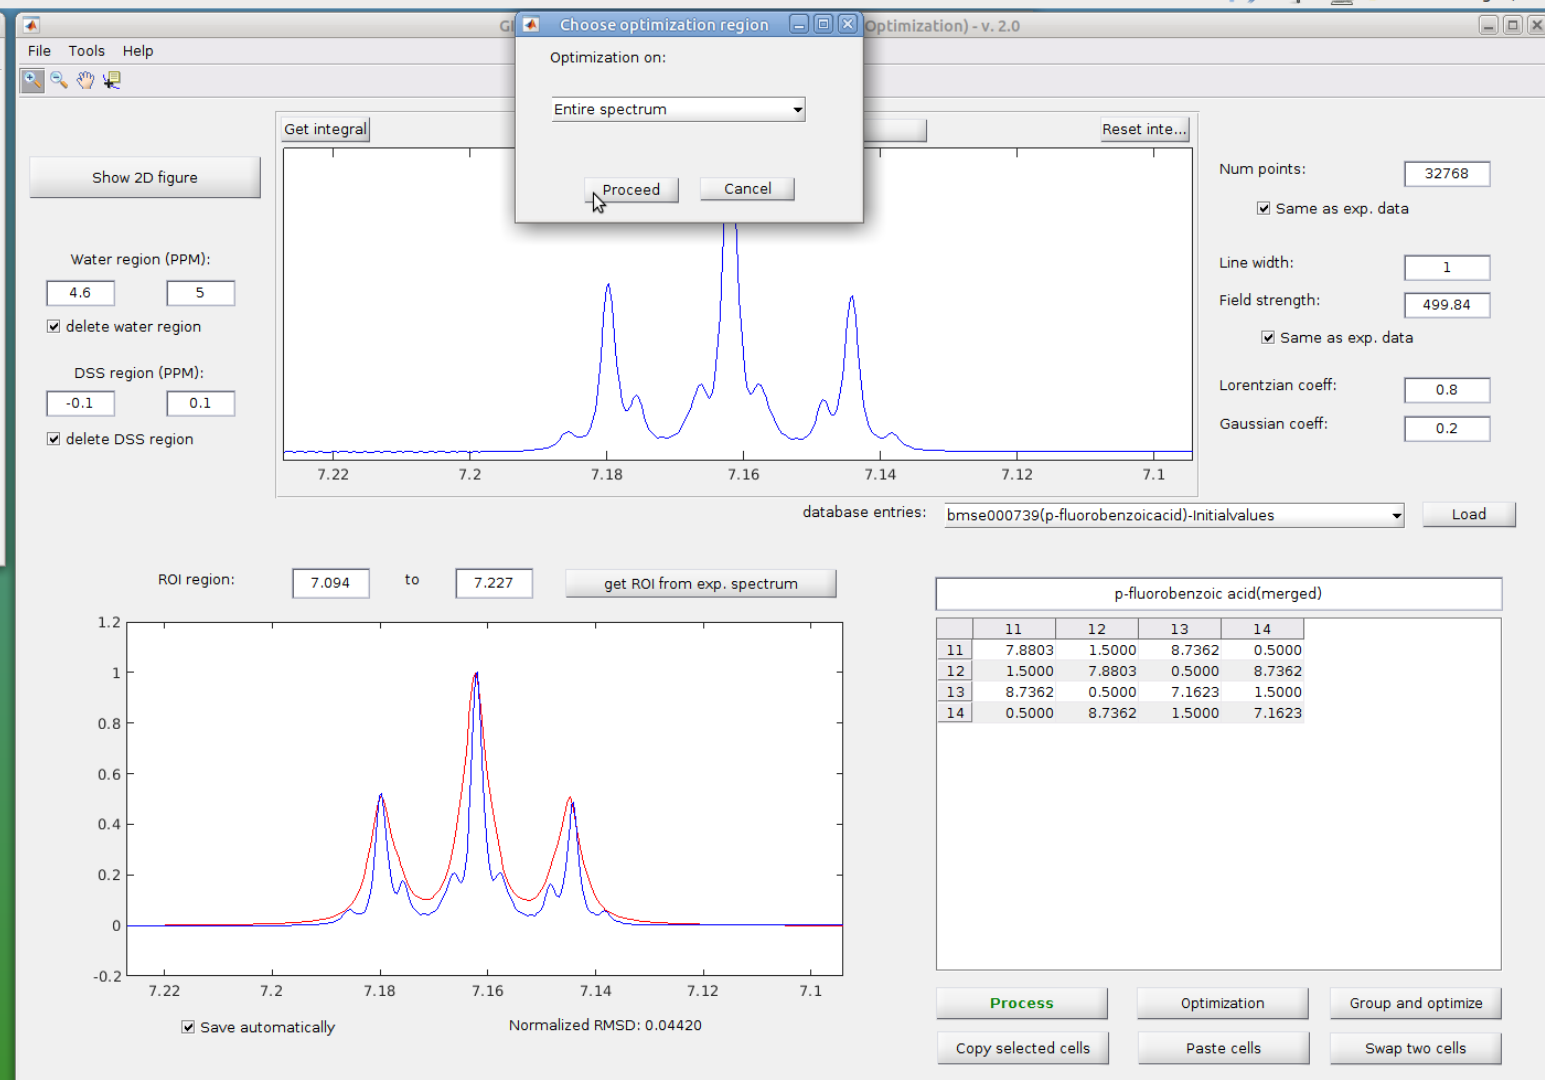 Choose optimization region
GI
Optimization) - v. 2.0
File Tools Help
Optimization on:
Entire spectrum
Proceed Cancel
Get integral
Reset inte...
Show 2D figure
Num points: 32768
Same as exp. data
Water region (PPM):
4.6 5
delete water region
Line width: 1
Field strength: 499.84
Same as exp. data
DSS region (PPM):
-0.1 0.1
delete DSS region
Lorentzian coeff: 0.8
Gaussian coeff: 0.2
7.22 7.2 7.18 7.16 7.14 7.12 7.1
database entries: bmse000739(p-fluorobenzoicacid)-Initialvalues Load
ROI region: 7.094 to 7.227 get ROI from exp. spectrum
p-fluorobenzoic acid(merged)
11 12 13 14
11 7.8803 1.5000 8.7362 0.5000
12 1.5000 7.8803 0.5000 8.7362
13 8.7362 0.5000 7.1623 1.5000
14 0.5000 8.7362 1.5000 7.1623
1.2
1
0.8
0.6
0.4
0.2
0
-0.2
7.22 7.2 7.18 7.16 7.14 7.12 7.1
Save automatically Normalized RMSD: 0.04420
Process Optimization Group and optimize
Copy selected cells Paste cells Swap two cells